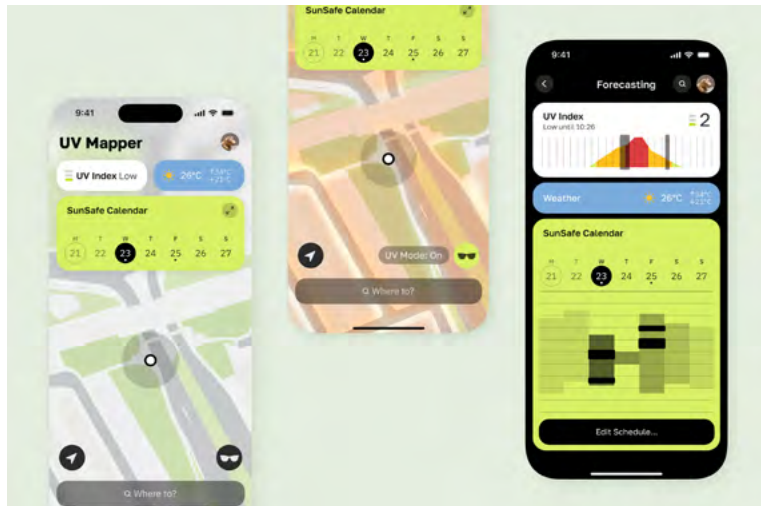 9:41
UV Mapper
UV Index Low
26°C
SunSafe Calendar
M T W T F S S
21 22 23 24 25 26 27
Where to?
SunSafe Calendar
M T W T F S S
21 22 23 24 25 26 27
UV Mode: On
Where to?
9:41
Forecasting
UV Index
Low until 10:26
2
Weather
26°C
SunSafe Calendar
M T W T F S S
21 22 23 24 25 26 27
Edit Schedule...